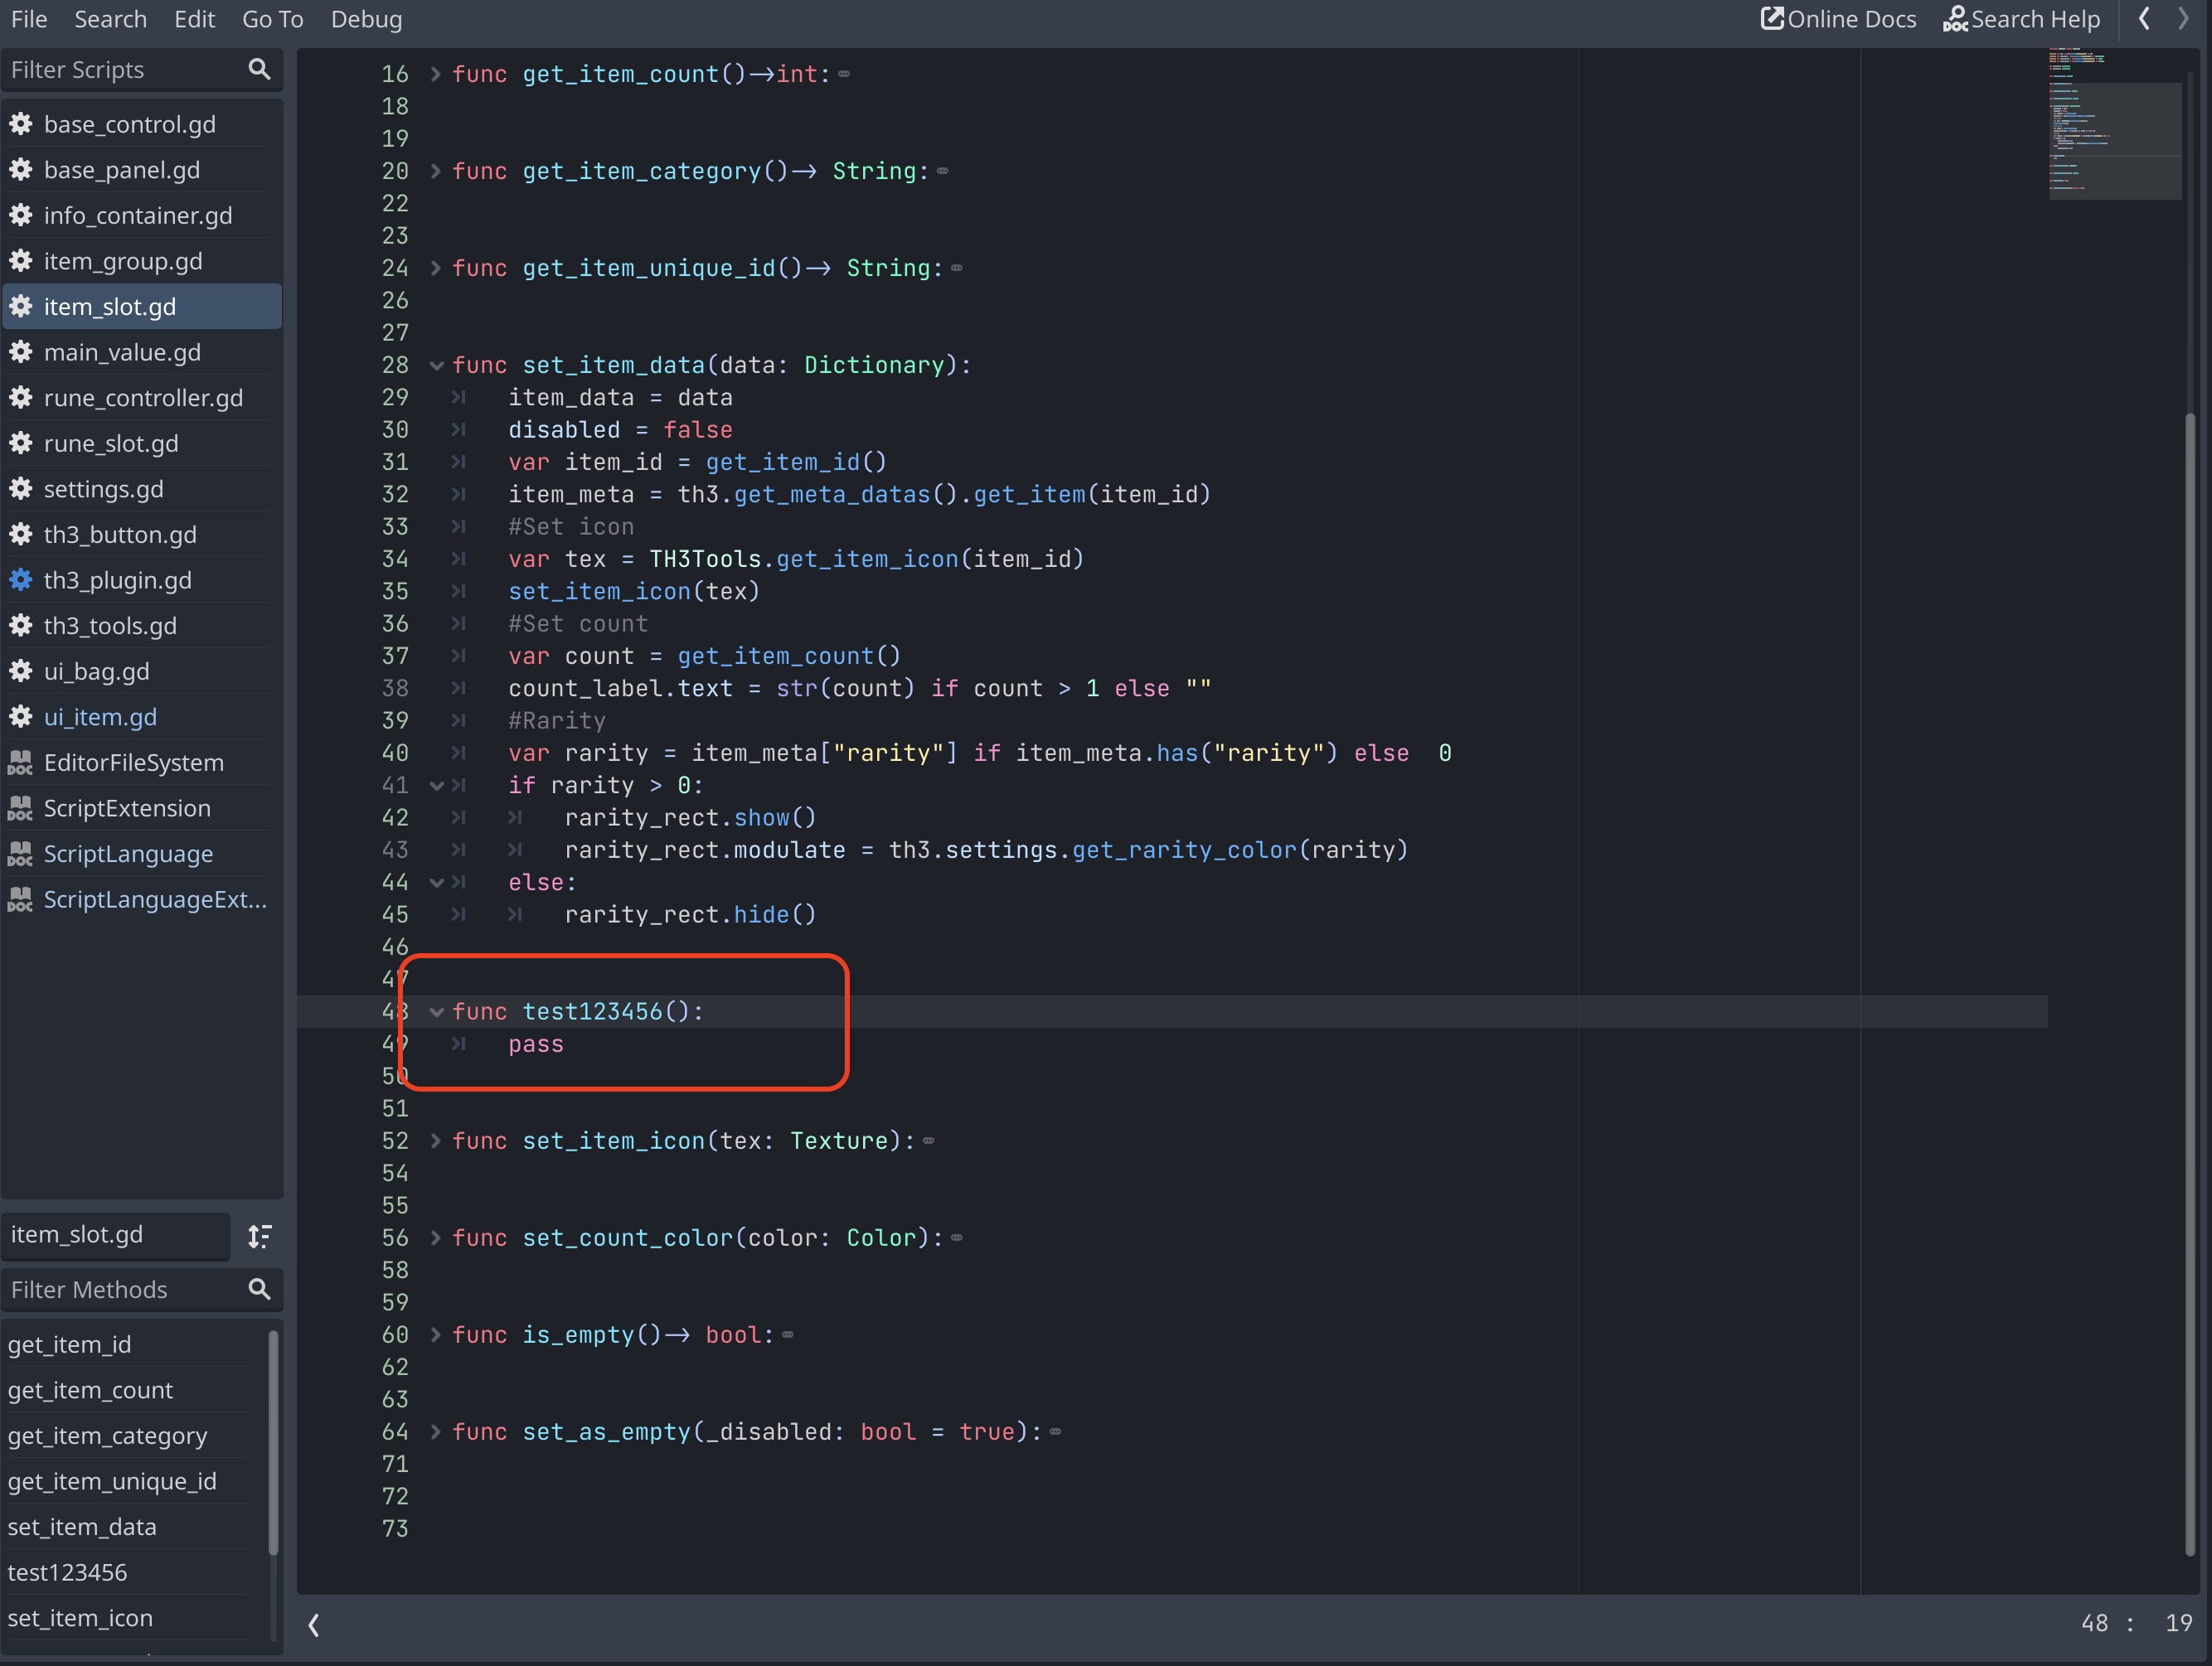 File Search Edit Go To Debug Online Docs Search Help
Filter Scripts
base_control.gd
base_panel.gd
info_container.gd
item_group.gd
item_slot.gd
main_value.gd
rune_controller.gd
rune_slot.gd
settings.gd
th3_button.gd
th3_plugin.gd
th3_tools.gd
ui_bag.gd
ui_item.gd
DOC EditorFileSystem
DOC ScriptExtension
DOC ScriptLanguage
DOC ScriptLanguageExt...
item_slot.gd
Filter Methods
get_item_id
get_item_count
get_item_category
get_item_unique_id
set_item_data
test123456
set_item_icon
16 func get_item_count()->int:
18
19
20 func get_item_category()-> String:
22
23
24 func get_item_unique_id()-> String:
26
27
28 func set_item_data(data: Dictionary):
29 item_data = data
30 disabled = false
31 var item_id = get_item_id()
32 item_meta = th3.get_meta_datas().get_item(item_id)
33 #Set icon
34 var tex = TH3Tools.get_item_icon(item_id)
35 set_item_icon(tex)
36 #Set count
37 var count = get_item_count()
38 count_label.text = str(count) if count > 1 else ""
39 #Rarity
40 var rarity = item_meta["rarity"] if item_meta.has("rarity") else  0
41 if rarity > 0:
42 rarity_rect.show()
43 rarity_rect.modulate = th3.settings.get_rarity_color(rarity)
44 else:
45 rarity_rect.hide()
46
47
48 func test123456():
49 pass
50
51
52 func set_item_icon(tex: Texture):
54
55
56 func set_count_color(color: Color):
58
59
60 func is_empty()-> bool:
62
63
64 func set_as_empty(_disabled: bool = true):
71
72
73
48 : 19